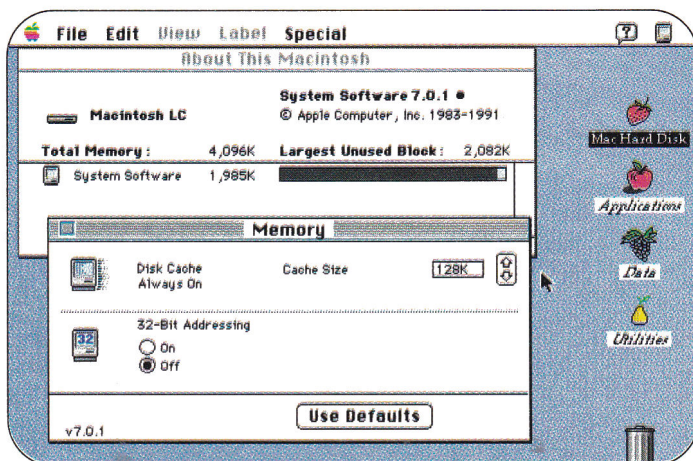 File Edit View Label Special
About This Macintosh
System Software 7.0.1 •
Macintosh LC © Apple Computer, Inc. 1983-1991
Total Memory : 4,096K Largest Unused Block : 2,082K
System Software 1,985K
Memory
Disk Cache Cache Size 128K
Always On
32
32-Bit Addressing
On
Off
Use Defaults
v7.0.1
Mac Hard Disk
Applications
Data
Utilities